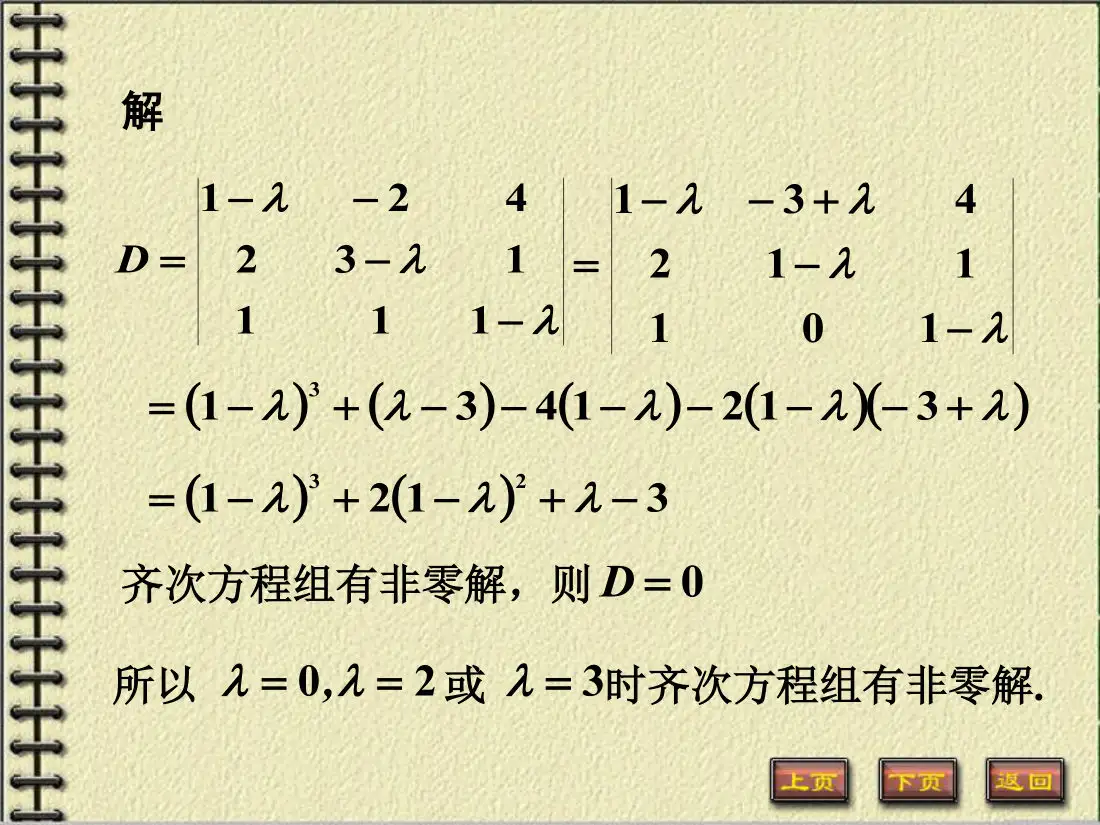 解
D = | 1−λ −2 4 | = | 1−λ −3+λ 4 |
| 2 3−λ 1 | | 2 1−λ 1 |
| 1 1 1−λ | | 1 0 1−λ |
= (1−λ)³ + (λ−3) − 4(1−λ) − 2(1−λ)(−3+λ)
= (1−λ)³ + 2(1−λ)² + λ − 3
齐次方程组有非零解，则 D = 0
所以 λ = 0, λ = 2 或 λ = 3时齐次方程组有非零解.
上页 下页 返回